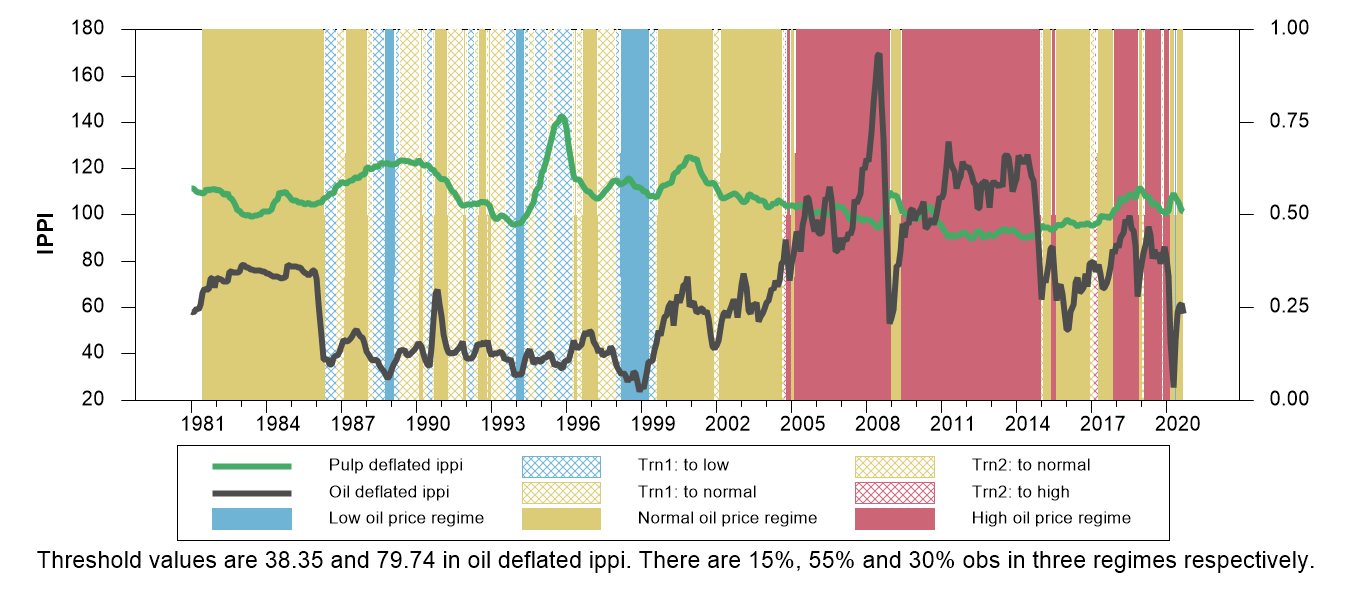 180 1.00
160
140 0.75
120
100 0.50
80
60 0.25
40
20 0.00
IPPI
1981 1984 1987 1990 1993 1996 1999 2002 2005 2008 2011 2014 2017 2020
Pulp deflated ippi Trn1: to low Trn2: to normal
Oil deflated ippi Trn1: to normal Trn2: to high
Low oil price regime Normal oil price regime High oil price regime
Threshold values are 38.35 and 79.74 in oil deflated ippi. There are 15%, 55% and 30% obs in three regimes respectively.